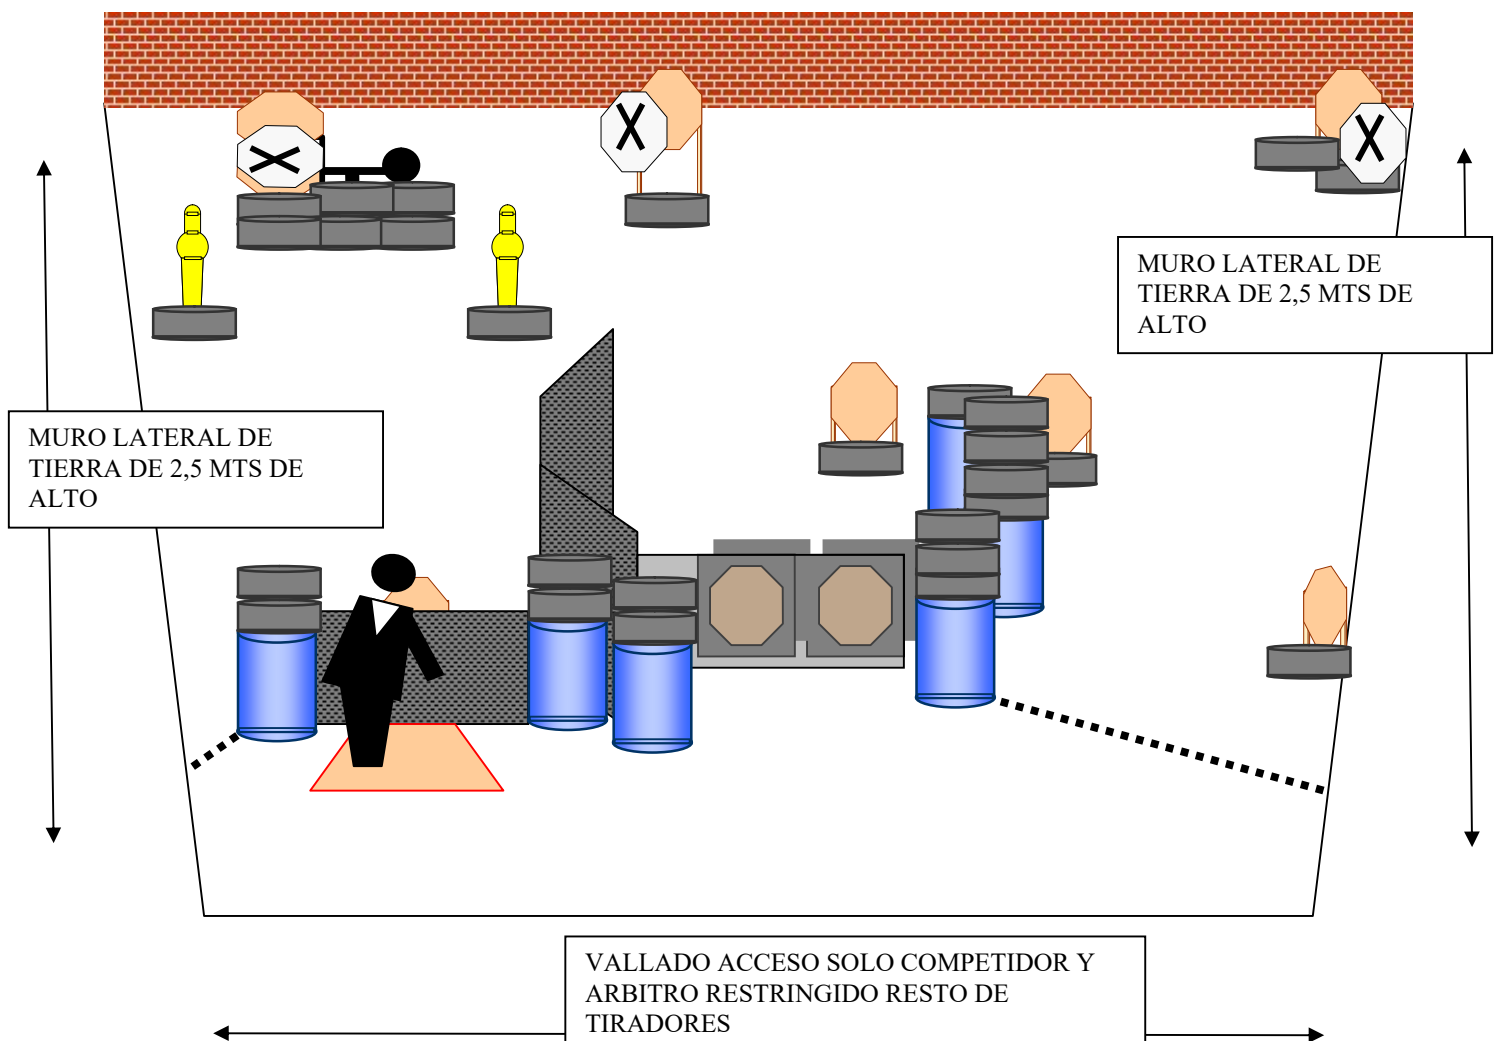 MURO LATERAL DE
TIERRA DE 2,5 MTS DE
ALTO
MURO LATERAL DE
TIERRA DE 2,5 MTS DE
ALTO
VALLADO ACCESO SOLO COMPETIDOR Y
ARBITRO RESTRINGIDO RESTO DE
TIRADORES